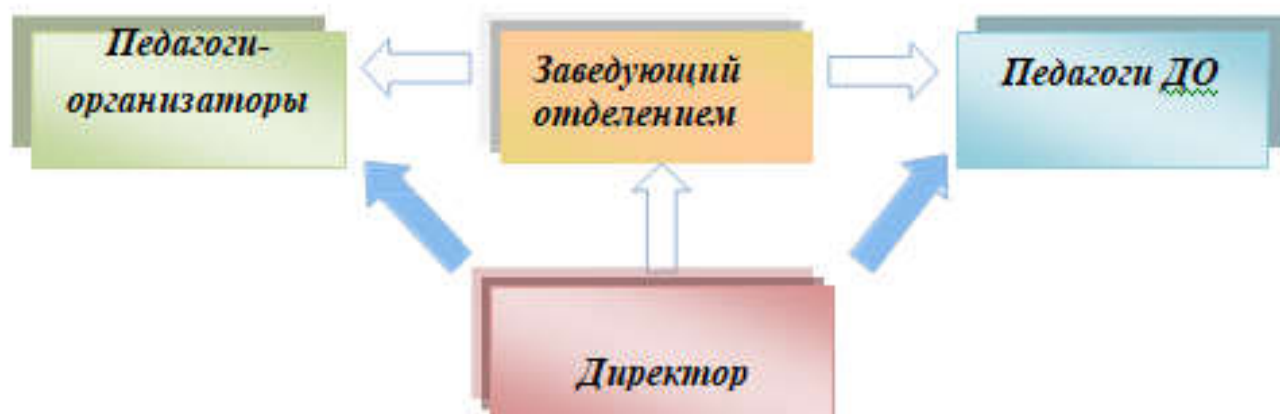 Педагоги-
организаторы
Заведующий
отделением
Педагоги ДО
Директор